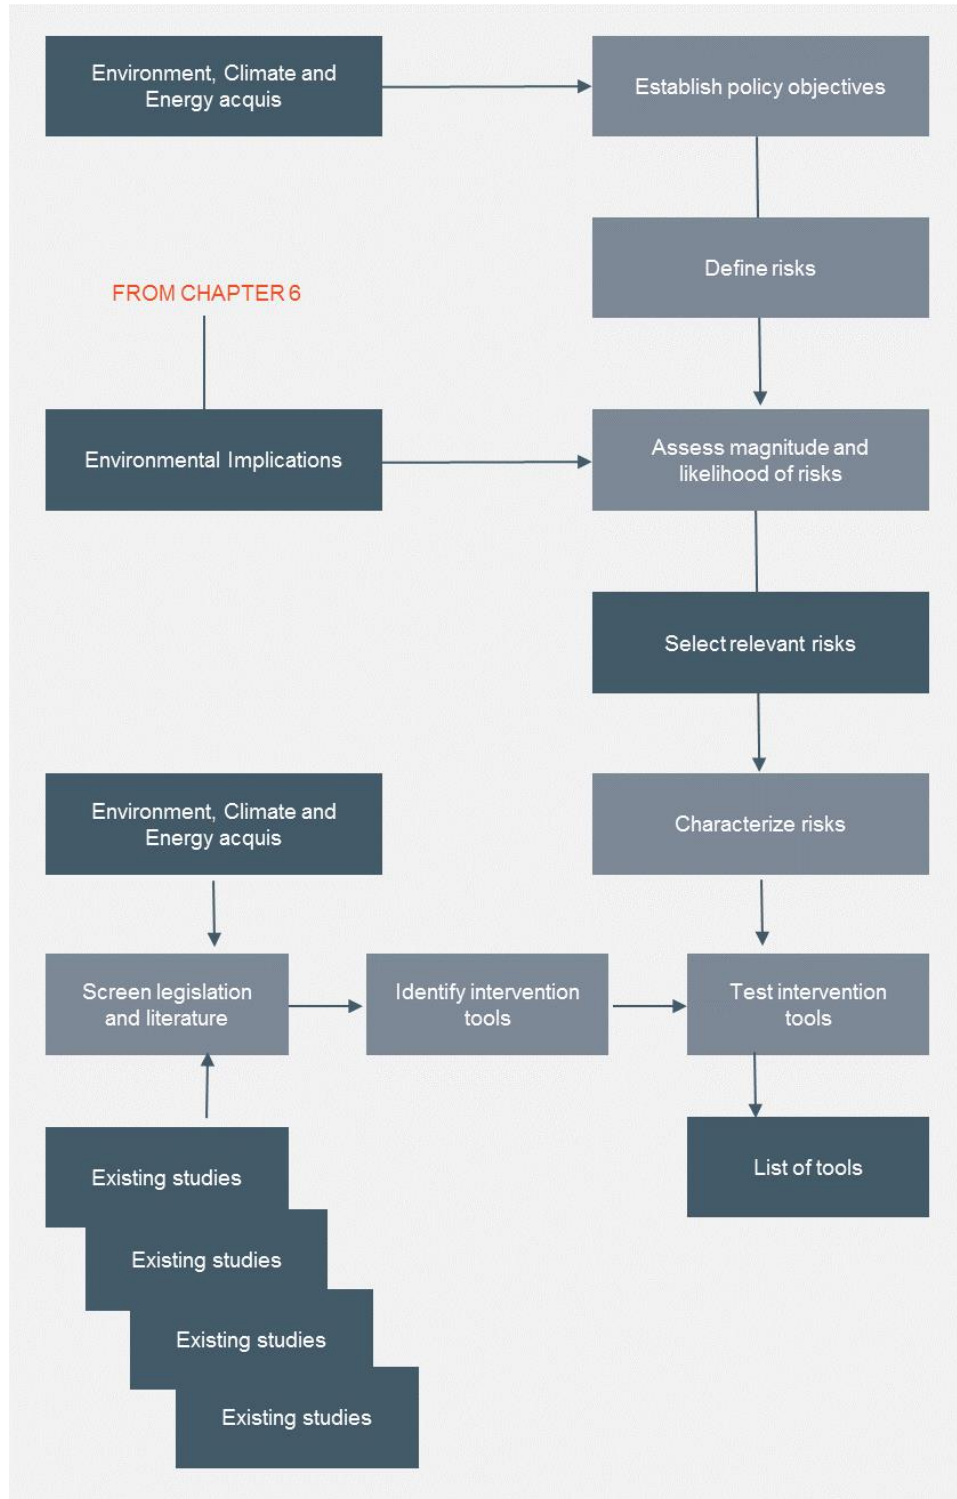 Environment, Climate and
Energy acquis
Establish policy objectives
Define risks
FROM CHAPTER 6
Environmental Implications
Assess magnitude and
likelihood of risks
Select relevant risks
Environment, Climate and
Energy acquis
Characterize risks
Screen legislation
and literature
Identify intervention
tools
Test intervention
tools
Existing studies
List of tools
Existing studies
Existing studies
Existing studies